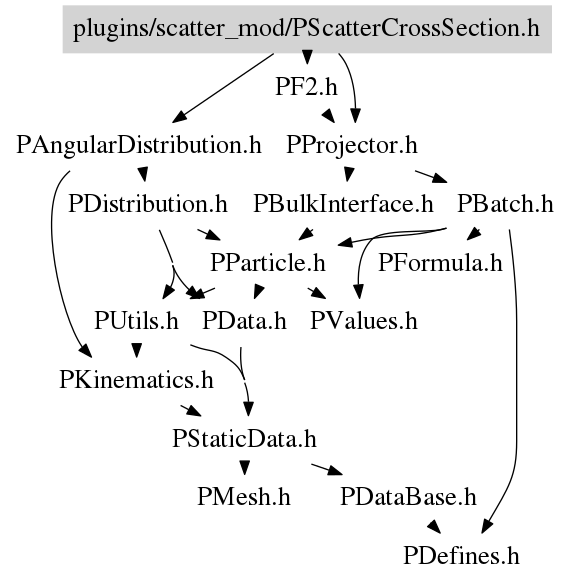 plugins/scatter_mod/PScatterCrossSection.h
PF2.h
PAngularDistribution.h PProjector.h
PDistribution.h PBulkInterface.h PBatch.h
PParticle.h PFormula.h
PUtils.h PData.h PValues.h
PKinematics.h
PStaticData.h
PMesh.h PDataBase.h
PDefines.h